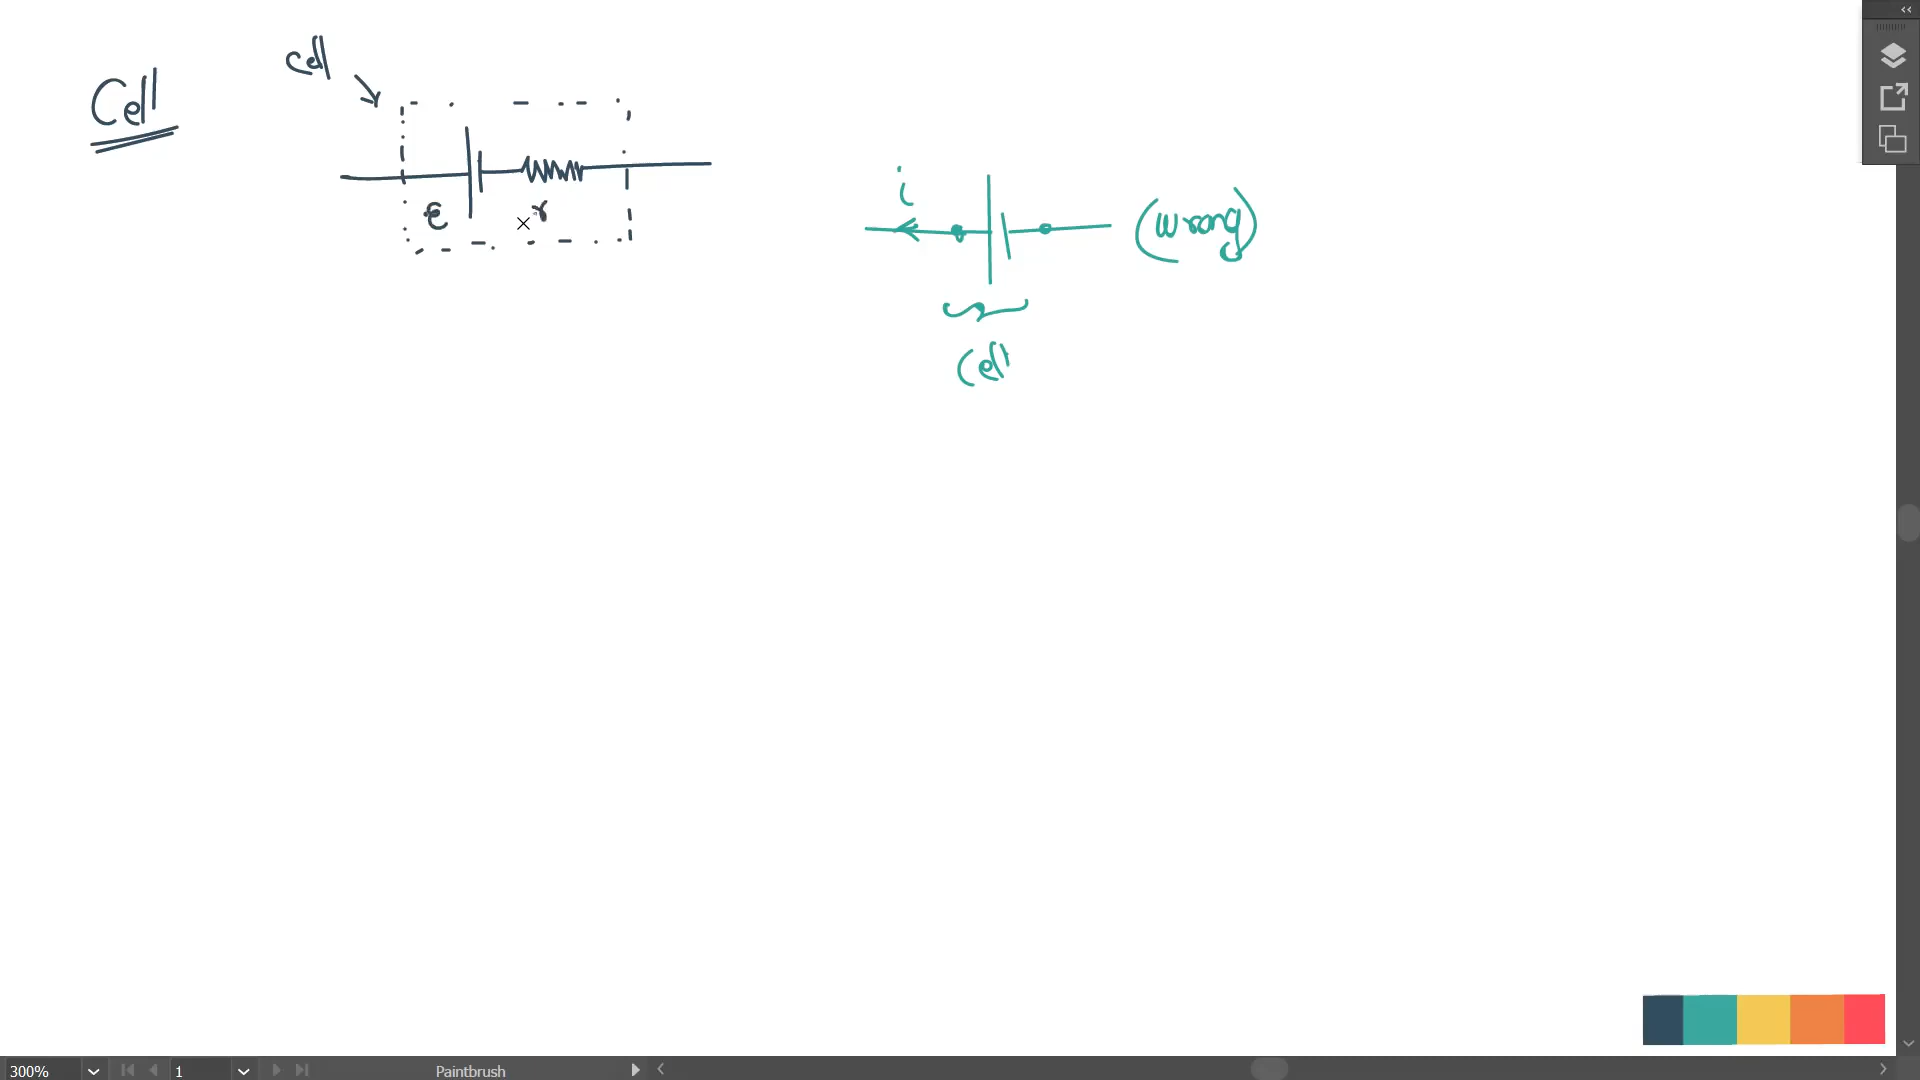 Cell
cell
ε r
i
(wrong)
Cell
300%
1
Paintbrush